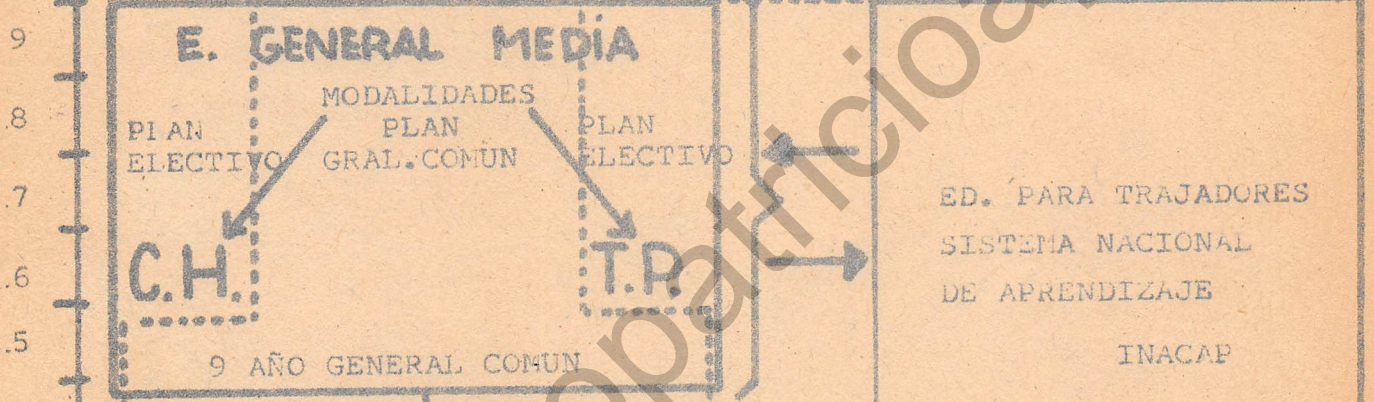 9
E. GENERAL MEDIA
MODALIDADES
.8
PLAN
ELECTIVO
PLAN
GRAL.COMUN
PLAN
ELECTIVO
.7
C.H.
T.P.
.6
.5
9 AÑO GENERAL COMUN
ED. PARA TRAJADORES
SISTEMA NACIONAL
DE APRENDIZAJE
INACAP
patricio